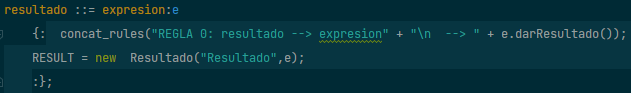 resultado ::= expresion:e
{: concat_rules("REGLA 0: resultado --> expresion" + "\n  --> " + e.darResultado());
RESULT = new  Resultado("Resultado",e);
:};